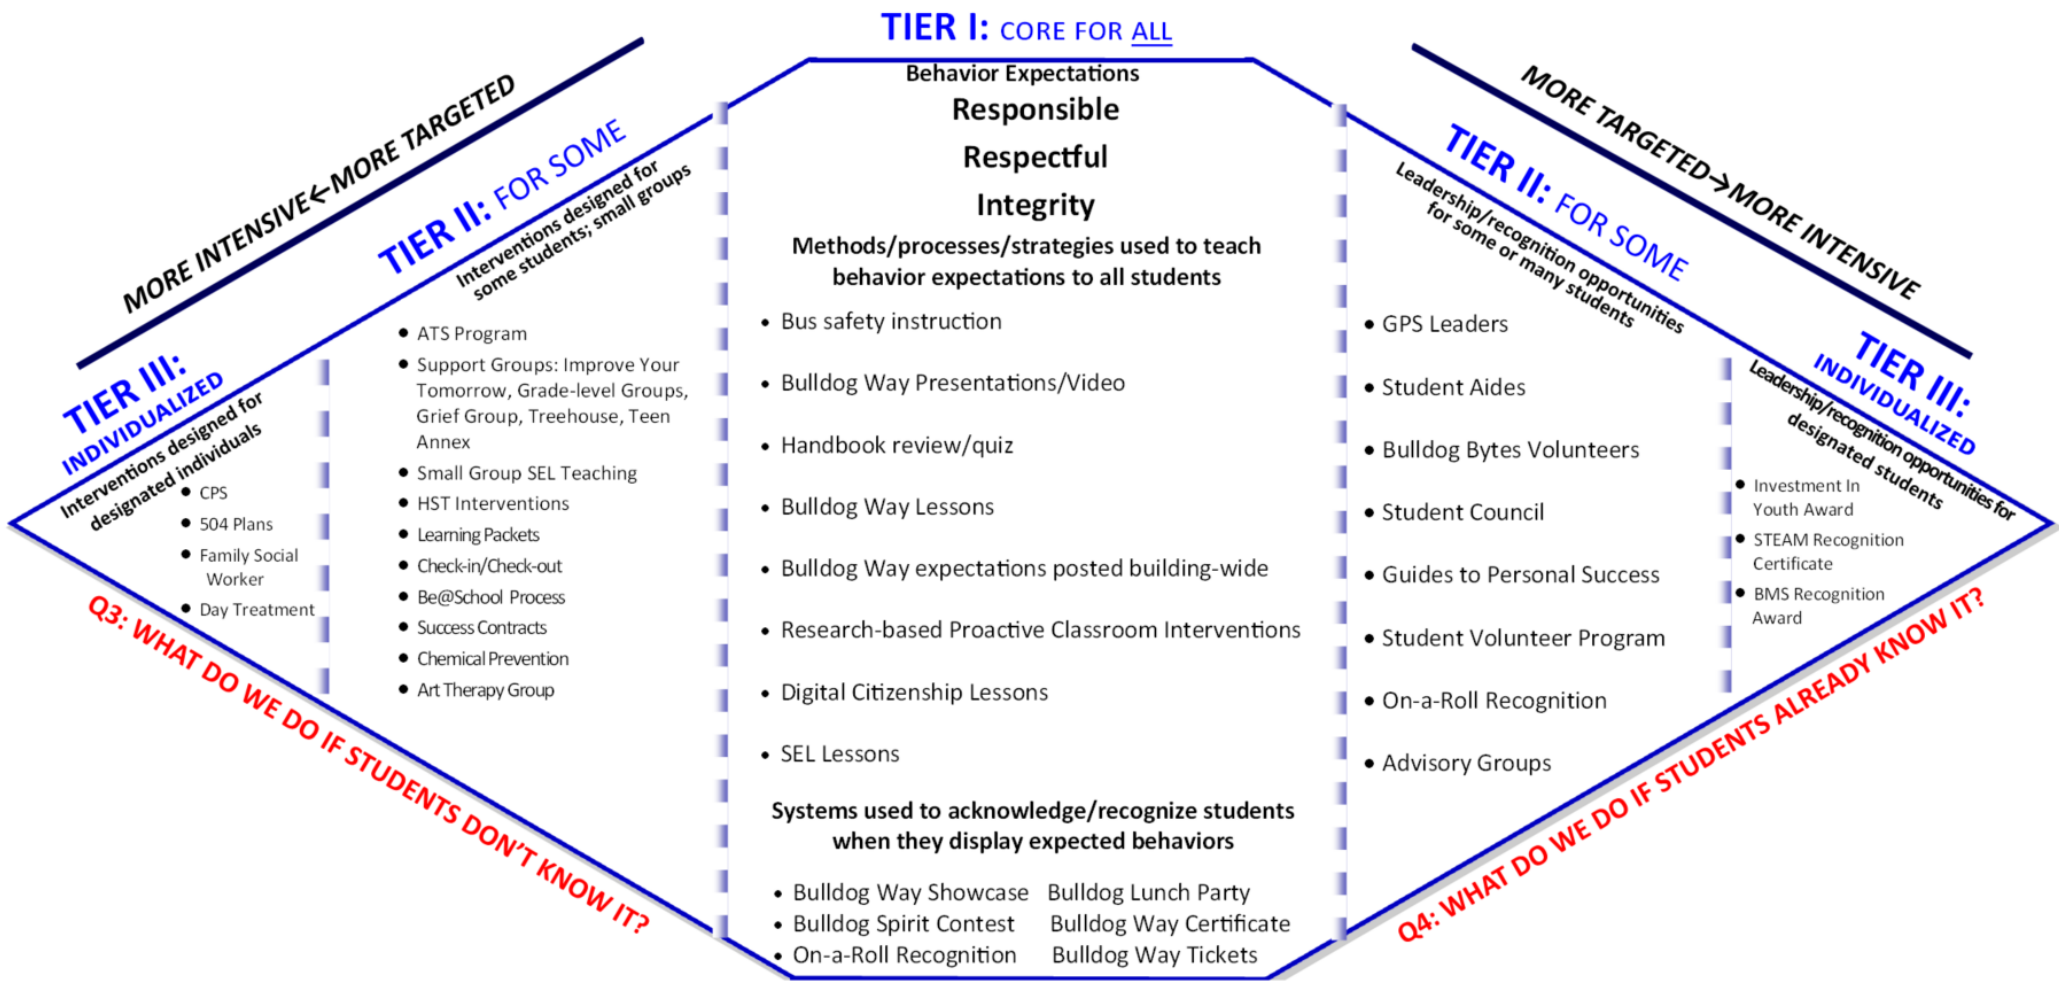 TIER I: CORE FOR ALL
MORE INTENSIVE←MORE TARGETED
TIER III:
INDIVIDUALIZED
Interventions designed for
designated individuals
• CPS
• 504 Plans
• Family Social
Worker
• Day Treatment
TIER II: FOR SOME
Interventions designed for
some students; small groups
• ATS Program
• Support Groups: Improve Your
Tomorrow, Grade-level Groups,
Grief Group, Treehouse, Teen
Annex
• Small Group SEL Teaching
• HST Interventions
• Learning Packets
• Check-in/Check-out
• Be@School Process
• Success Contracts
• Chemical Prevention
• Art Therapy Group
Q3: WHAT DO WE DO IF STUDENTS DON'T KNOW IT?
Behavior Expectations
Responsible
Respectful
Integrity
Methods/processes/strategies used to teach
behavior expectations to all students
• Bus safety instruction
• Bulldog Way Presentations/Video
• Handbook review/quiz
• Bulldog Way Lessons
• Bulldog Way expectations posted building-wide
• Research-based Proactive Classroom Interventions
• Digital Citizenship Lessons
• SEL Lessons
Systems used to acknowledge/recognize students
when they display expected behaviors
• Bulldog Way Showcase Bulldog Lunch Party
• Bulldog Spirit Contest Bulldog Way Certificate
• On-a-Roll Recognition Bulldog Way Tickets
MORE TARGETED→MORE INTENSIVE
TIER II: FOR SOME
Leadership/recognition opportunities
for some or many students
• GPS Leaders
• Student Aides
• Bulldog Bytes Volunteers
• Student Council
• Guides to Personal Success
• Student Volunteer Program
• On-a-Roll Recognition
• Advisory Groups
TIER III:
INDIVIDUALIZED
Leadership/recognition opportunities for
designated students
• Investment In
Youth Award
• STEAM Recognition
Certificate
• BMS Recognition
Award
Q4: WHAT DO WE DO IF STUDENTS ALREADY KNOW IT?